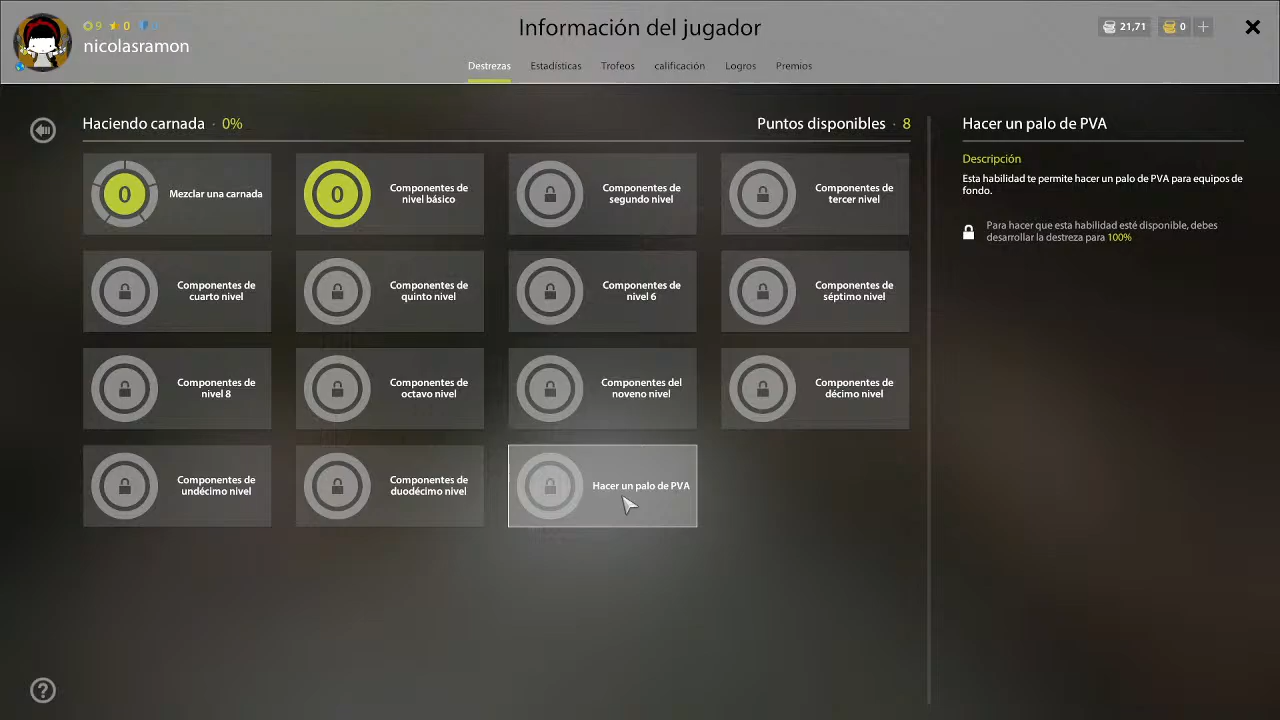 9 0
nicolasramon
Información del jugador
21,71 0
Destrezas Estadísticas Trofeos calificación Logros Premios
Haciendo carnada · 0%
Puntos disponibles · 8
0
Mezclar una carnada
0
Componentes de
nivel básico
Componentes de
segundo nivel
Componentes de
tercer nivel
Componentes de
cuarto nivel
Componentes de
quinto nivel
Componentes de
nivel 6
Componentes de
séptimo nivel
Componentes de
nivel 8
Componentes de
octavo nivel
Componentes del
noveno nivel
Componentes de
décimo nivel
Componentes de
undécimo nivel
Componentes de
duodécimo nivel
Hacer un palo de PVA
Hacer un palo de PVA
Descripción
Esta habilidad te permite hacer un palo de PVA para equipos de
fondo.
Para hacer que esta habilidad esté disponible, debes
desarrollar la destreza para 100%
?